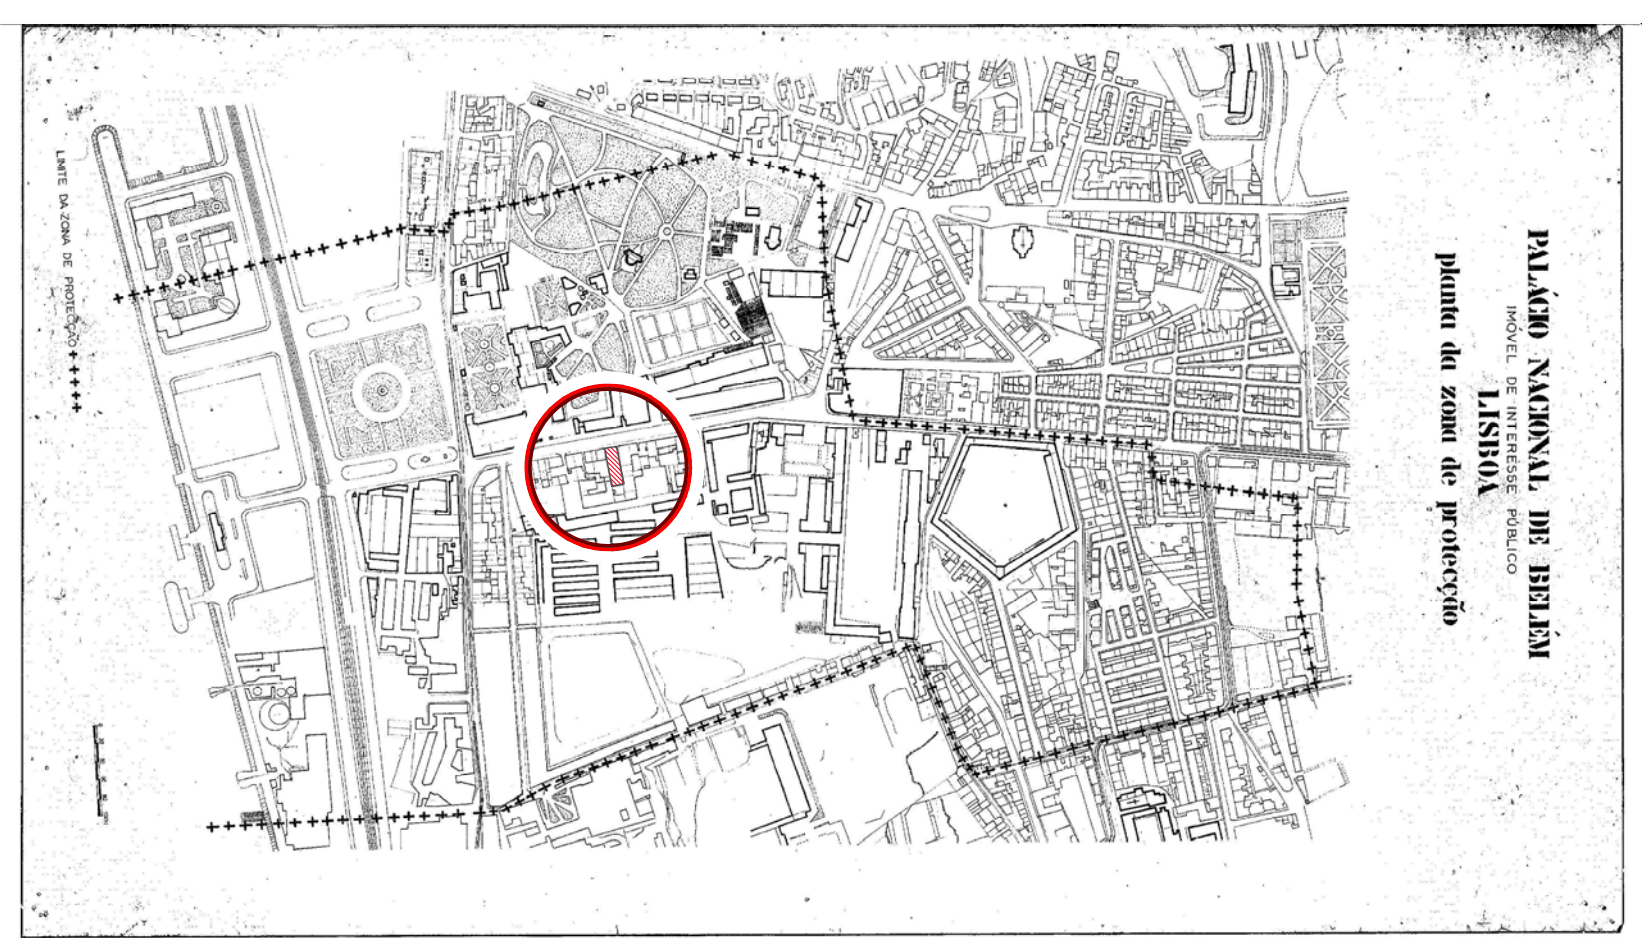 PALÁCIO NACIONAL DE BELÉM
IMÓVEL DE INTERESSE PÚBLICO
LISBOA
planta da zona de protecção
LIMITE DA ZONA DE PROTECÇÃO +++++